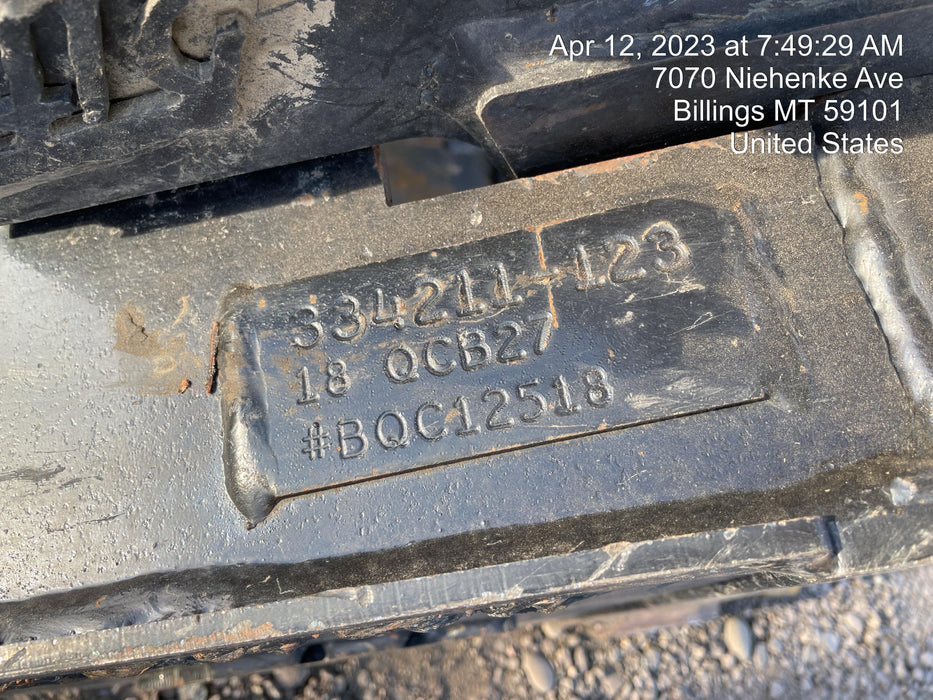 Apr 12, 2023 at 7:49:29 AM
7070 Niehenke Ave
Billings MT 59101
United States
334211-123
18 QCB27
#BQC12518